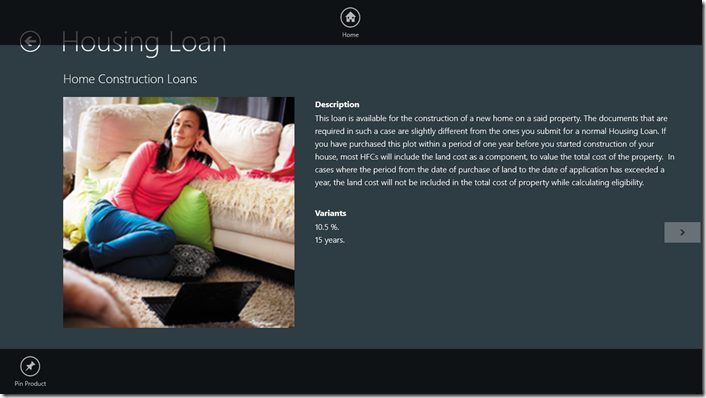 Home
Housing Loan
Home Construction Loans
Description
This loan is available for the construction of a new home on a said property. The documents that are
required in such a case are slightly different from the ones you submit for a normal Housing Loan. If
you have purchased this plot within a period of one year before you started construction of your
house, most HFCs will include the land cost as a component, to value the total cost of the property.  In
cases where the period from the date of purchase of land to the date of application has exceeded a
year, the land cost will not be included in the total cost of property while calculating eligibility.
Variants
10.5 %.
15 years.
Pin Product